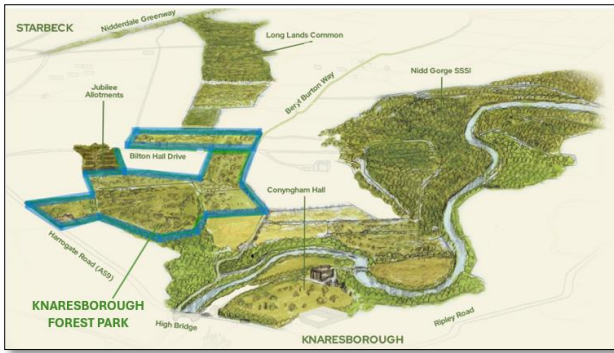 STARBECK
Nidderdale Greenway
Long Lands Common
Jubilee
Allotments
Beryl Burton Way
Nidd Gorge SSSI
Bilton Hall Drive
Conyngham Hall
Harrogate Road (A59)
KNARESBOROUGH
FOREST PARK
High Bridge
KNARESBOROUGH
Ripley Road